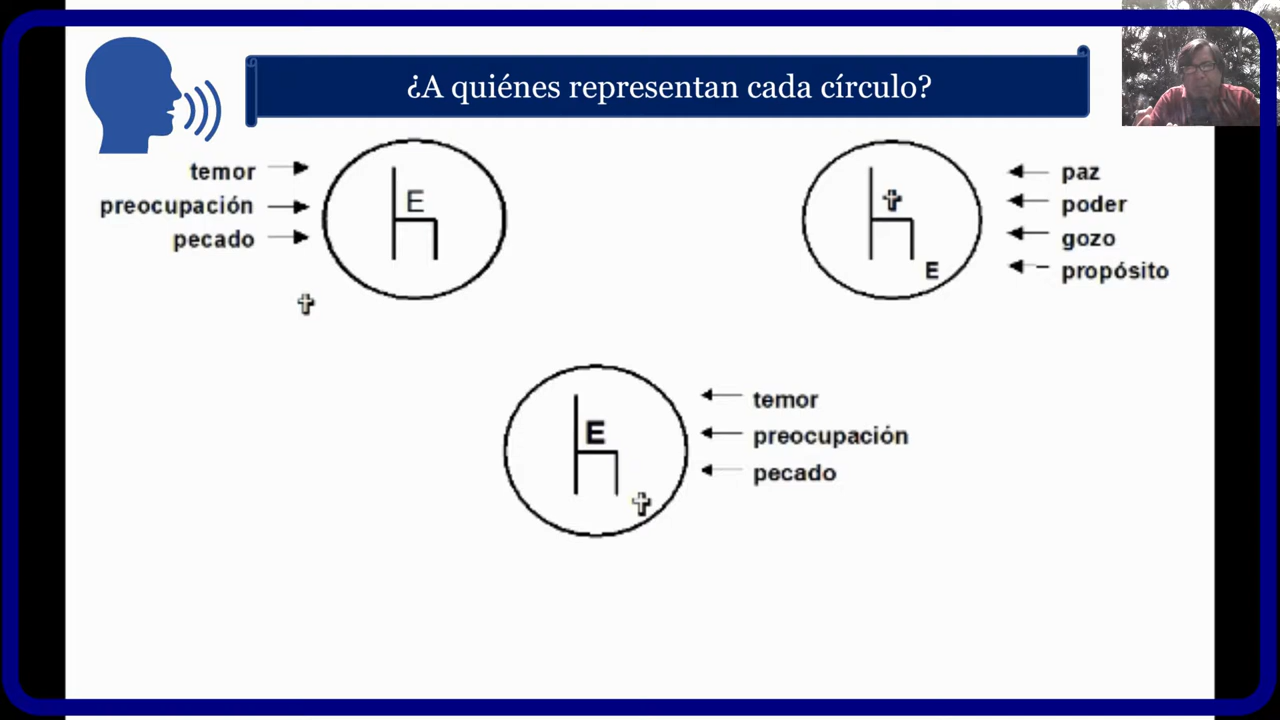 ¿A quiénes representan cada círculo?
temor
preocupación
pecado
E
E
paz
poder
gozo
propósito
E
temor
preocupación
pecado